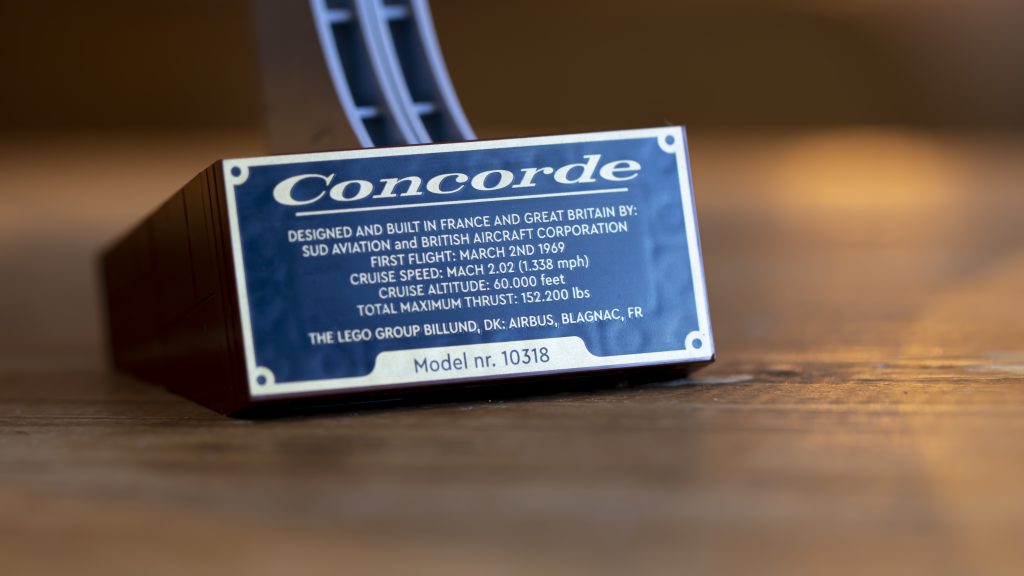 Concorde
DESIGNED AND BUILT IN FRANCE AND GREAT BRITAIN BY:
SUD AVIATION and BRITISH AIRCRAFT CORPORATION
FIRST FLIGHT: MARCH 2ND 1969
CRUISE SPEED: MACH 2.02 (1.338 mph)
CRUISE ALTITUDE: 60.000 feet
TOTAL MAXIMUM THRUST: 152.200 lbs
THE LEGO GROUP BILLUND, DK: AIRBUS, BLAGNAC, FR
Model nr. 10318